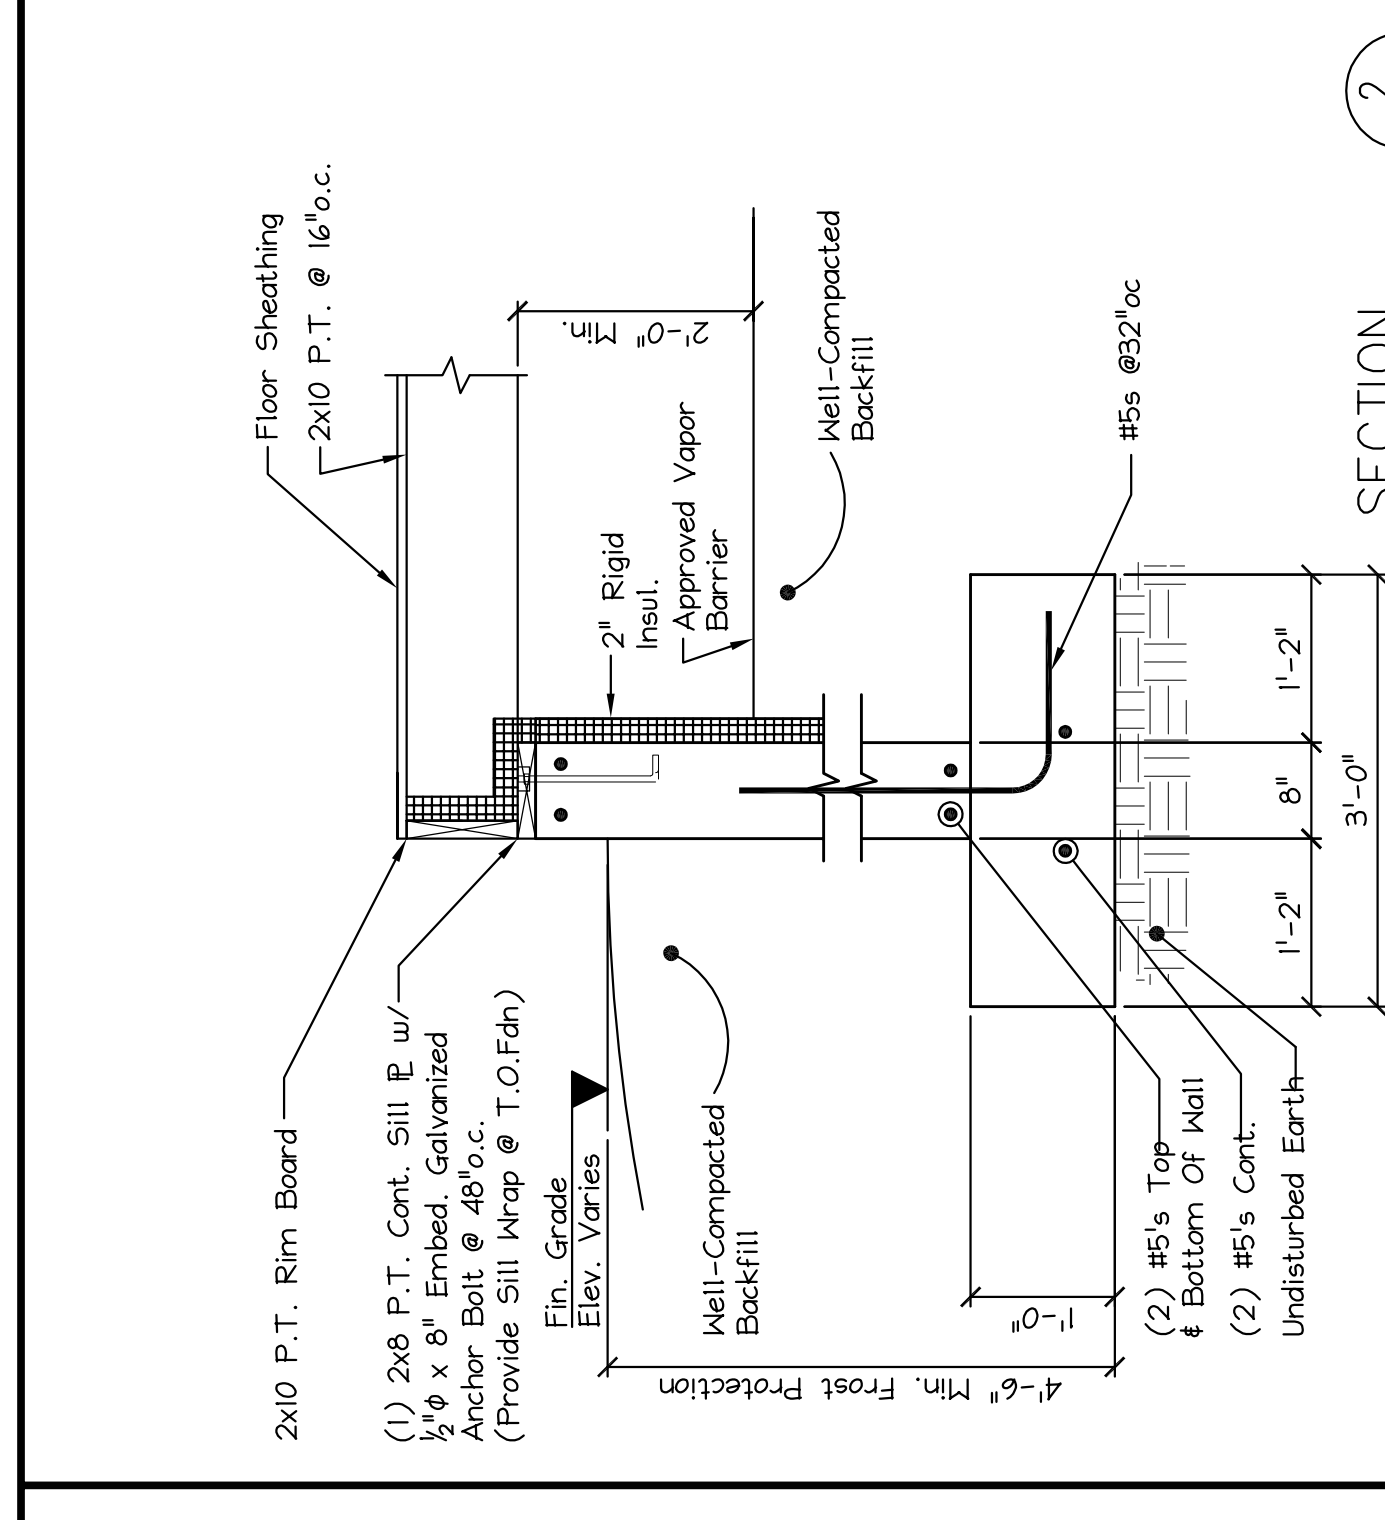 Floor Sheathing
2x10 P.T. @ 16"o.c.
2x10 P.T. Rim Board
(1) 2x8 P.T. Cont. Sill PL w/
½"ϕ x 8" Embed. Galvanized
Anchor Bolt @ 48"o.c.
(Provide Sill Wrap @ T.O.Fdn)
Fin. Grade
Elev. Varies
Well-Compacted
Backfill
2" Rigid
Insul.
Approved Vapor
Barrier
2'-0" Min.
Well-Compacted
Backfill
#5s @32"oc
4'-6" Min. Frost Protection
1'-0"
(2) #5's Top
& Bottom Of Wall
(2) #5's Cont.
Undisturbed Earth
1'-2"
8"
1'-2"
3'-0"
SECTION
2